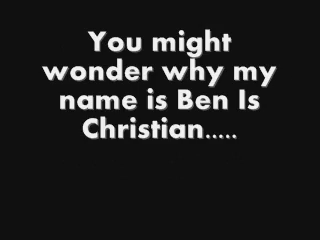 You might
wonder why my
name is Ben Is
Christian.....